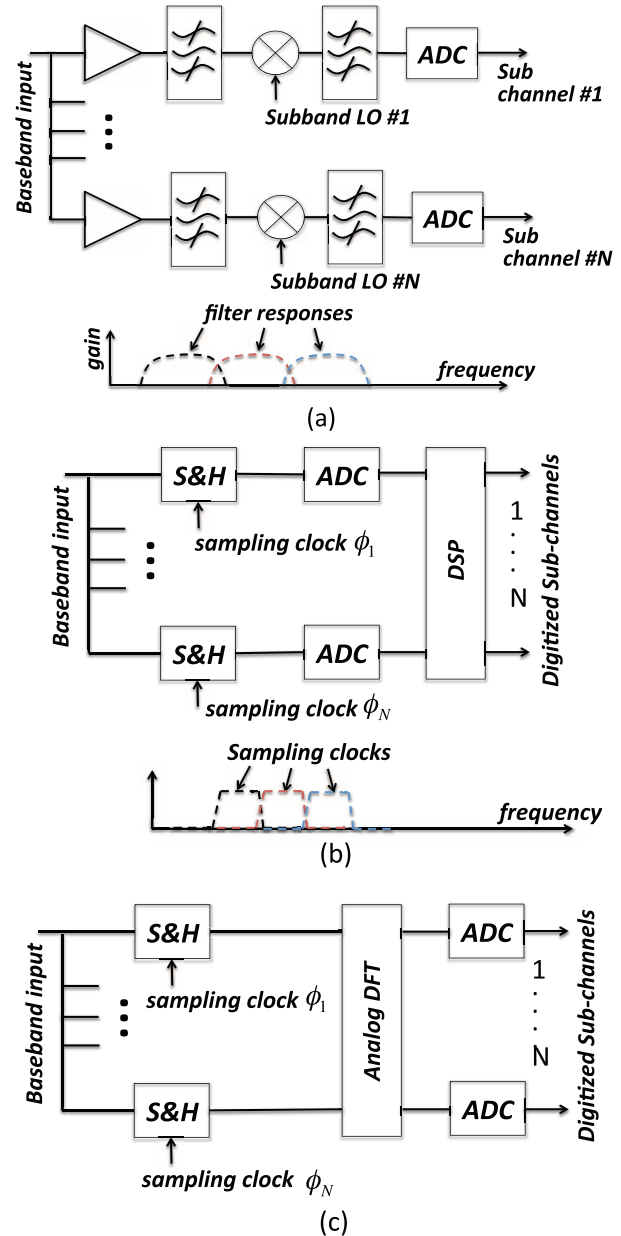 Baseband input
ADC
Sub
channel #1
Subband LO #1
ADC
Sub
channel #N
Subband LO #N
filter responses
gain
frequency
(a)
Baseband input
S&H
ADC
sampling clock ϕ1
DSP
1
N
Digitized Sub-channels
S&H
ADC
sampling clock ϕN
Sampling clocks
frequency
(b)
Baseband input
S&H
sampling clock ϕ1
Analog DFT
ADC
1
N
Digitized Sub-channels
S&H
ADC
sampling clock ϕN
(c)